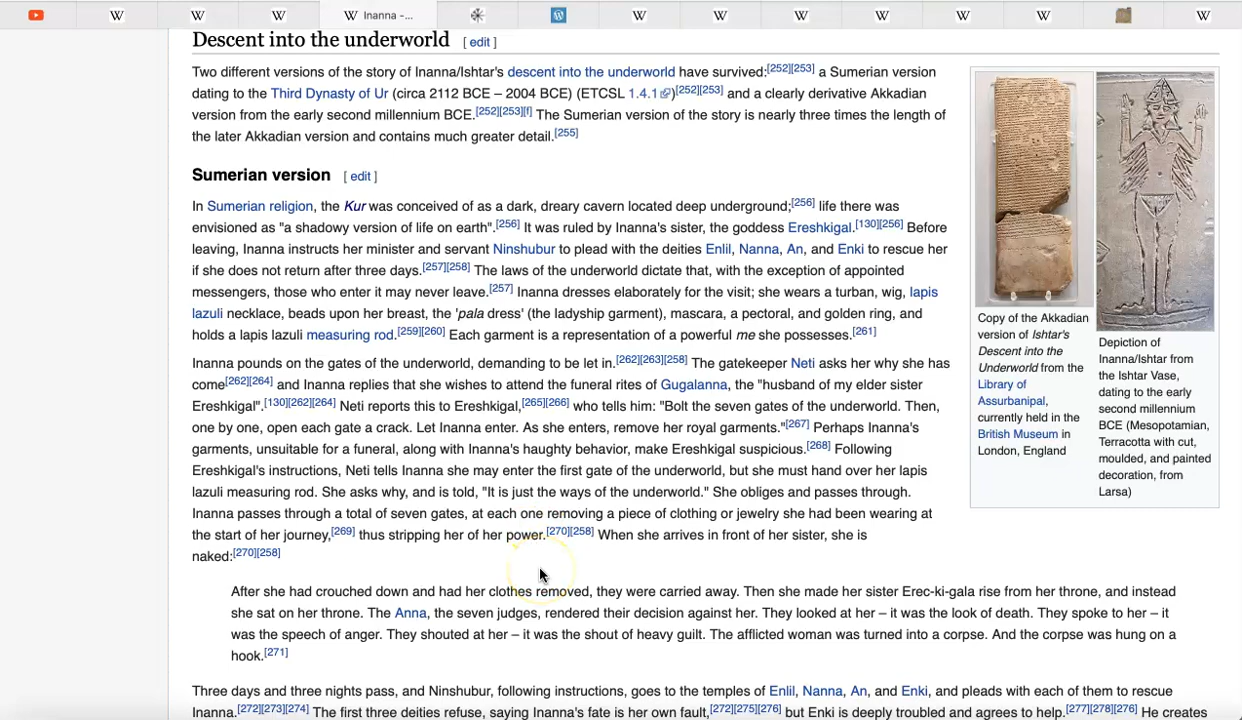 Inanna -...
Descent into the underworld [ edit ]
Two different versions of the story of Inanna/Ishtar's descent into the underworld have survived:[252][253] a Sumerian version
dating to the Third Dynasty of Ur (circa 2112 BCE – 2004 BCE) (ETCSL 1.4.1)[252][253] and a clearly derivative Akkadian
version from the early second millennium BCE.[252][253][f] The Sumerian version of the story is nearly three times the length of
the later Akkadian version and contains much greater detail.[255]
Sumerian version [ edit ]
In Sumerian religion, the Kur was conceived of as a dark, dreary cavern located deep underground;[256] life there was
envisioned as "a shadowy version of life on earth".[256] It was ruled by Inanna's sister, the goddess Ereshkigal.[130][256] Before
leaving, Inanna instructs her minister and servant Ninshubur to plead with the deities Enlil, Nanna, An, and Enki to rescue her
if she does not return after three days.[257][258] The laws of the underworld dictate that, with the exception of appointed
messengers, those who enter it may never leave.[257] Inanna dresses elaborately for the visit; she wears a turban, wig, lapis
lazuli necklace, beads upon her breast, the 'pala dress' (the ladyship garment), mascara, a pectoral, and golden ring, and
holds a lapis lazuli measuring rod.[259][260] Each garment is a representation of a powerful me she possesses.[261]
Inanna pounds on the gates of the underworld, demanding to be let in.[262][263][258] The gatekeeper Neti asks her why she has
come[262][264] and Inanna replies that she wishes to attend the funeral rites of Gugalanna, the "husband of my elder sister
Ereshkigal".[130][262][264] Neti reports this to Ereshkigal,[265][266] who tells him: "Bolt the seven gates of the underworld. Then,
one by one, open each gate a crack. Let Inanna enter. As she enters, remove her royal garments."[267] Perhaps Inanna's
garments, unsuitable for a funeral, along with Inanna's haughty behavior, make Ereshkigal suspicious.[268] Following
Ereshkigal's instructions, Neti tells Inanna she may enter the first gate of the underworld, but she must hand over her lapis
lazuli measuring rod. She asks why, and is told, "It is just the ways of the underworld." She obliges and passes through.
Inanna passes through a total of seven gates, at each one removing a piece of clothing or jewelry she had been wearing at
the start of her journey,[269] thus stripping her of her power.[270][258] When she arrives in front of her sister, she is
naked:[270][258]
After she had crouched down and had her clothes removed, they were carried away. Then she made her sister Erec-ki-gala rise from her throne, and instead
she sat on her throne. The Anna, the seven judges, rendered their decision against her. They looked at her – it was the look of death. They spoke to her – it
was the speech of anger. They shouted at her – it was the shout of heavy guilt. The afflicted woman was turned into a corpse. And the corpse was hung on a
hook.[271]
Three days and three nights pass, and Ninshubur, following instructions, goes to the temples of Enlil, Nanna, An, and Enki, and pleads with each of them to rescue
Inanna.[272][273][274] The first three deities refuse, saying Inanna's fate is her own fault,[272][275][276] but Enki is deeply troubled and agrees to help.[277][278][276] He creates
Copy of the Akkadian
version of Ishtar's
Descent into the
Underworld from the
Library of
Assurbanipal,
currently held in the
British Museum in
London, England
Depiction of
Inanna/Ishtar from
the Ishtar Vase,
dating to the early
second millennium
BCE (Mesopotamian,
Terracotta with cut,
moulded, and painted
decoration, from
Larsa)